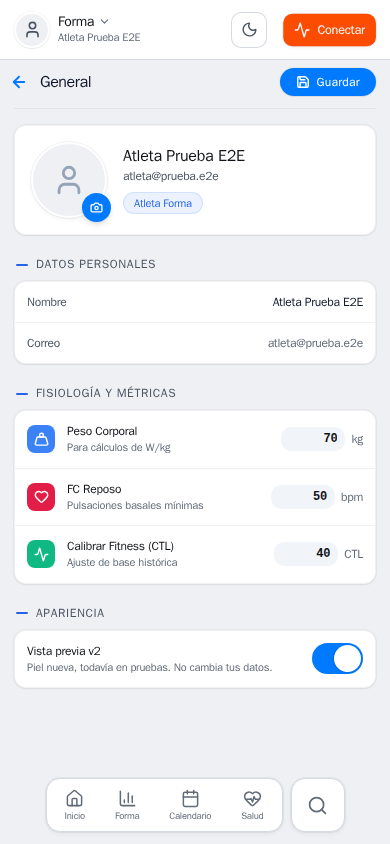 Forma
Atleta Prueba E2E
Conectar
General
Guardar
Atleta Prueba E2E
atleta@prueba.e2e
Atleta Forma
DATOS PERSONALES
Nombre
Atleta Prueba E2E
Correo
atleta@prueba.e2e
FISIOLOGÍA Y MÉTRICAS
Peso Corporal
Para cálculos de W/kg
70 kg
FC Reposo
Pulsaciones basales mínimas
50 bpm
Calibrar Fitness (CTL)
Ajuste de base histórica
40 CTL
APARIENCIA
Vista previa v2
Piel nueva, todavía en pruebas. No cambia tus datos.
Inicio
Forma
Calendario
Salud